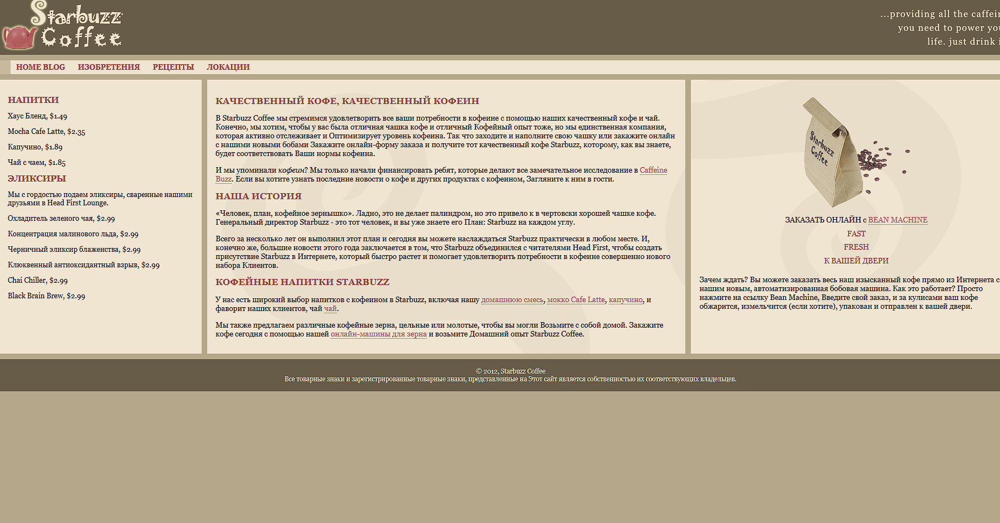 Starbuzz
Coffee
...providing all the
you need to power
life. just drink
HOME BLOG ИЗОБРЕТЕНИЯ РЕЦЕПТЫ ЛОКАЦИИ
НАПИТКИ
Хаус Бленд, $1.49
Mocha Cafe Latte, $2.35
Капучино, $1.89
Чай с чаем, $1.85
ЭЛИКСИРЫ
Мы с гордостью подаем эликсиры, сваренные нашими
друзьями в Head First Lounge.
Охладитель зеленого чая, $2.99
Концентрация малинового льда, $2.99
Черничный эликсир блаженства, $2.99
Клюквенный антиоксидантный взрыв, $2.99
Chai Chiller, $2.99
Black Brain Brew, $2.99
КАЧЕСТВЕННЫЙ КОФЕ, КАЧЕСТВЕННЫЙ КОФЕИН
В Starbuzz Coffee мы стремимся удовлетворить все ваши потребности в кофеине с помощью наших качественный кофе и чай.
Конечно, мы хотим, чтобы у вас была отличная чашка кофе и отличный Кофейный опыт тоже, но мы единственная компания,
которая активно отслеживает и Оптимизирует уровень кофеина. Так что заходите и наполните свою чашку или закажите онлайн
с нашими новыми бобами Закажите онлайн-форму заказа и получите тот качественный кофе Starbuzz, которому, как вы знаете,
будет соответствовать Ваши нормы кофеина.
И мы упоминали кофеин? Мы только начали финансировать ребят, которые делают все замечательное исследование в Caffeine
Buzz. Если вы хотите узнать последние новости о кофе и других продуктах с кофеином, Загляните к ним в гости.
НАША ИСТОРИЯ
«Человек, план, кофейное зернышко». Ладно, это не делает палиндром, но это привело к в чертовски хорошей чашке кофе.
Генеральный директор Starbuzz - это тот человек, и вы уже знаете его План: Starbuzz на каждом углу.
Всего за несколько лет он выполнил этот план и сегодня вы можете наслаждаться Starbuzz практически в любом месте. И,
конечно же, большие новости этого года заключается в том, что Starbuzz объединился с читателями Head First, чтобы создать
присутствие Starbuzz в Интернете, который быстро растет и помогает удовлетворить потребности в кофеине совершенно нового
набора Клиентов.
КОФЕЙНЫЕ НАПИТКИ STARBUZZ
У нас есть широкий выбор напитков с кофеином в Starbuzz, включая нашу домашнюю смесь, мокко Cafe Latte, капучино, и
фаворит наших клиентов, чай чай.
Мы также предлагаем различные кофейные зерна, цельные или молотые, чтобы вы могли Возьмите с собой домой. Закажите
кофе сегодня с помощью нашей онлайн-машины для зерна и возьмите Домашний опыт Starbuzz Coffee.
Starbuzz
Coffee
ЗАКАЗАТЬ ОНЛАЙН с BEAN MACHINE
FAST
FRESH
К ВАШЕЙ ДВЕРИ
Зачем ждать? Вы можете заказать весь наш изысканный кофе прямо из Интернета с
нашим новым, автоматизированная бобовая машина. Как это работает? Просто
нажмите на ссылку Bean Machine, Введите свой заказ, и за кулисами ваш кофе
обжарится, измельчится (если хотите), упакован и отправлен к вашей двери.
© 2012, Starbuzz Coffee
Все товарные знаки и зарегистрированные товарные знаки, представленные на Этот сайт является собственностью их соответствующих владельцев.